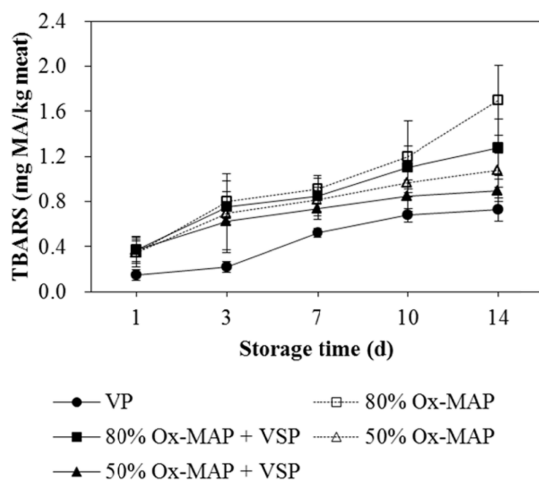 TBARS (mg MA/kg meat)
2.4
2.0
1.6
1.2
0.8
0.4
0.0
1 3 7 10 14
Storage time (d)
VP 80% Ox-MAP
80% Ox-MAP + VSP 50% Ox-MAP
50% Ox-MAP + VSP